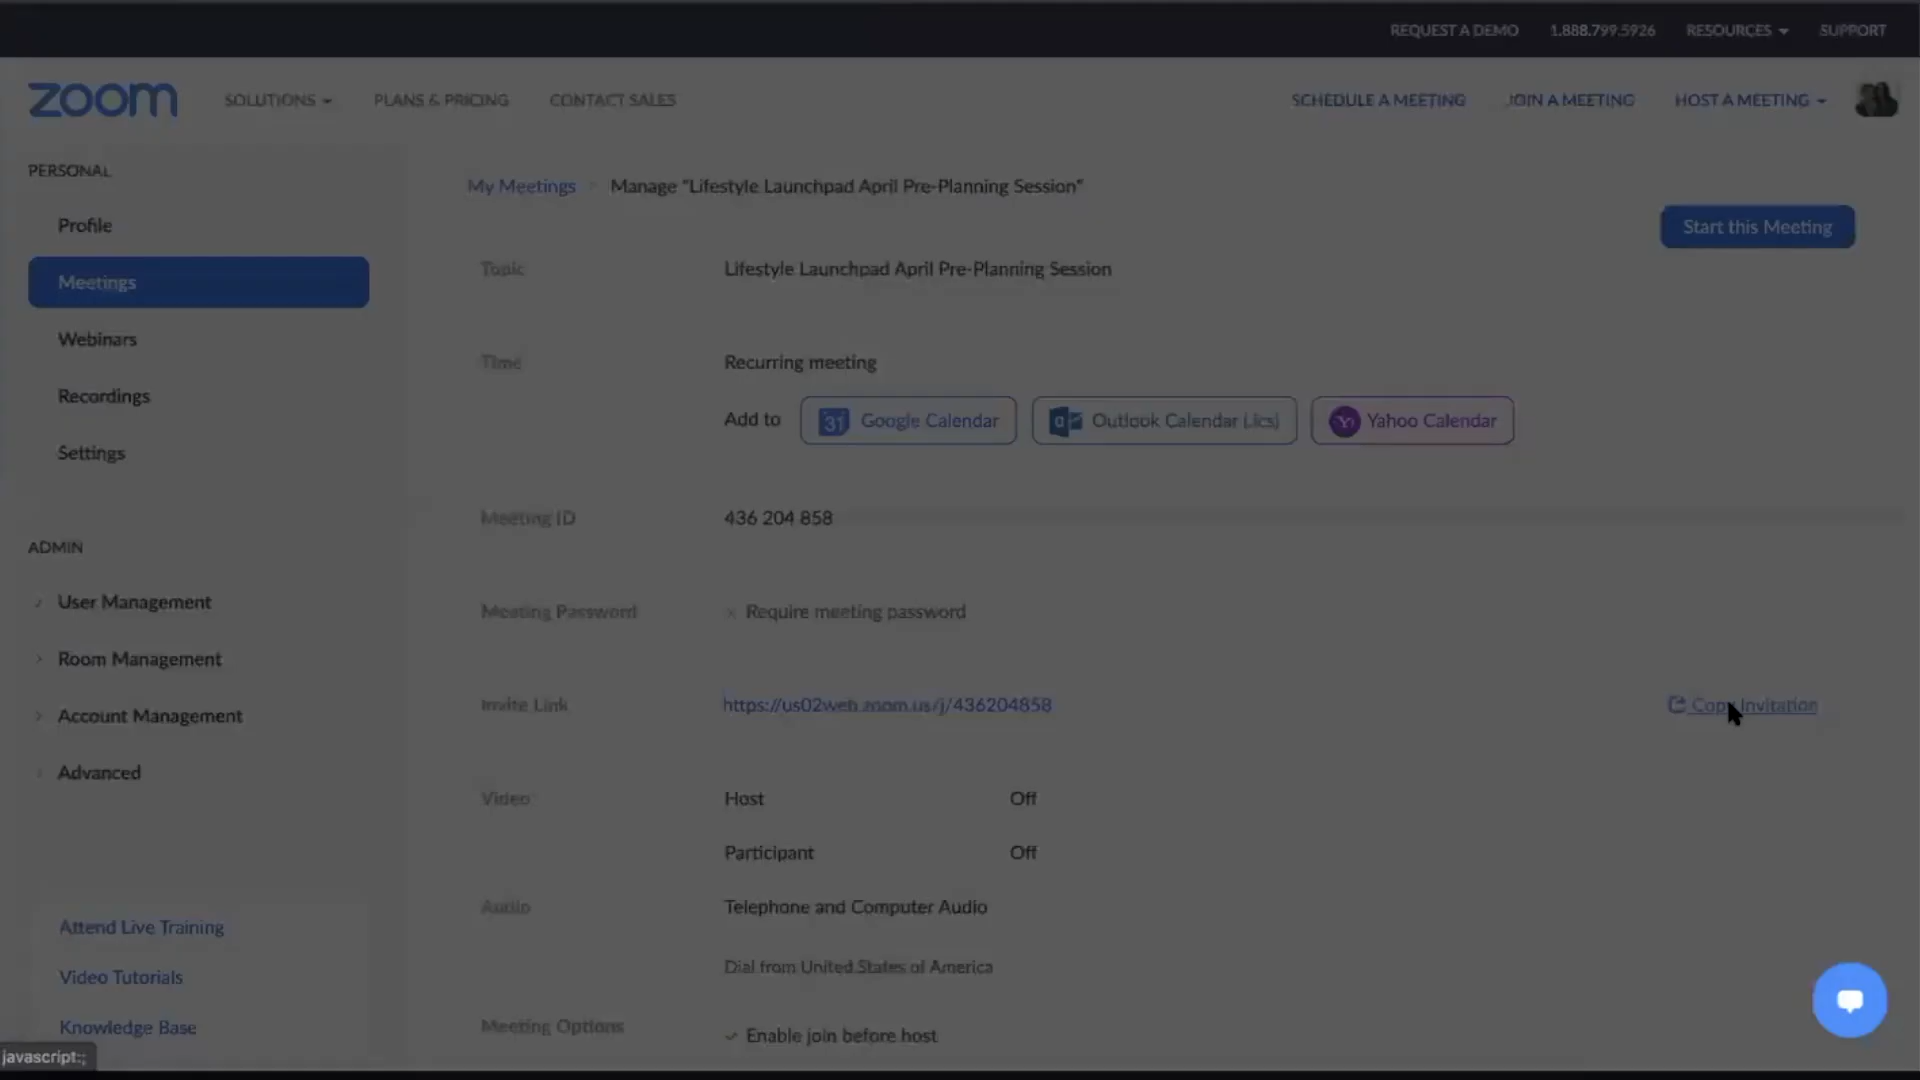 REQUEST A DEMO 1.888.799.5926 RESOURCES SUPPORT
zoom SOLUTIONS PLANS & PRICING CONTACT SALES SCHEDULE A MEETING JOIN A MEETING HOST A MEETING
PERSONAL
Profile
Meetings
Webinars
Recordings
Settings
ADMIN
User Management
Room Management
Account Management
Advanced
Attend Live Training
Video Tutorials
Knowledge Base
javascript:;
My Meetings > Manage "Lifestyle Launchpad April Pre-Planning Session"
Start this Meeting
Topic Lifestyle Launchpad April Pre-Planning Session
Time Recurring meeting
Add to 31 Google Calendar Outlook Calendar (.ics) Yahoo Calendar
Meeting ID 436 204 858
Meeting Password × Require meeting password
Invite Link https://us02web.zoom.us/j/436204858 Copy Invitation
Video Host Off
Participant Off
Audio Telephone and Computer Audio
Dial from United States of America
Meeting Options ✓ Enable join before host